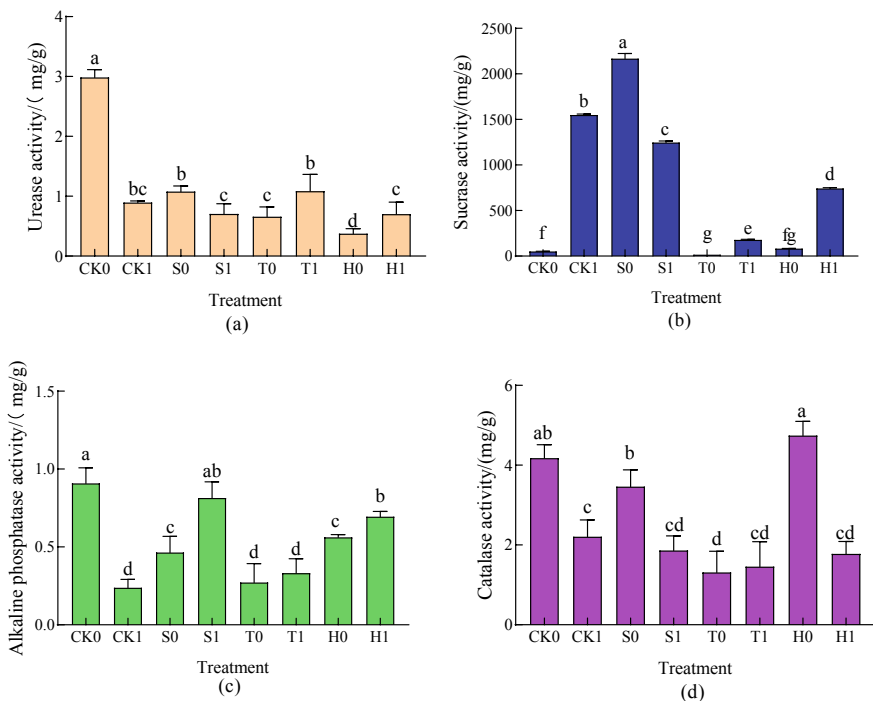 Urease activity/( mg/g)
4
3
2
1
0
a
bc
b
c
c
b
d
c
CK0 CK1 S0 S1 T0 T1 H0 H1
Treatment
(a)
Sucrase activity/(mg/g)
2500
2000
1500
1000
500
0
f
b
a
c
g
e
fg
d
CK0 CK1 S0 S1 T0 T1 H0 H1
Treatment
(b)
Alkaline phosphatase activity/( mg/g)
1.5
1.0
0.5
0.0
a
d
c
ab
d
d
c
b
CK0 CK1 S0 S1 T0 T1 H0 H1
Treatment
(c)
Catalase activity/(mg/g)
6
4
2
0
ab
c
b
cd
d
cd
a
cd
CK0 CK1 S0 S1 T0 T1 H0 H1
Treatment
(d)